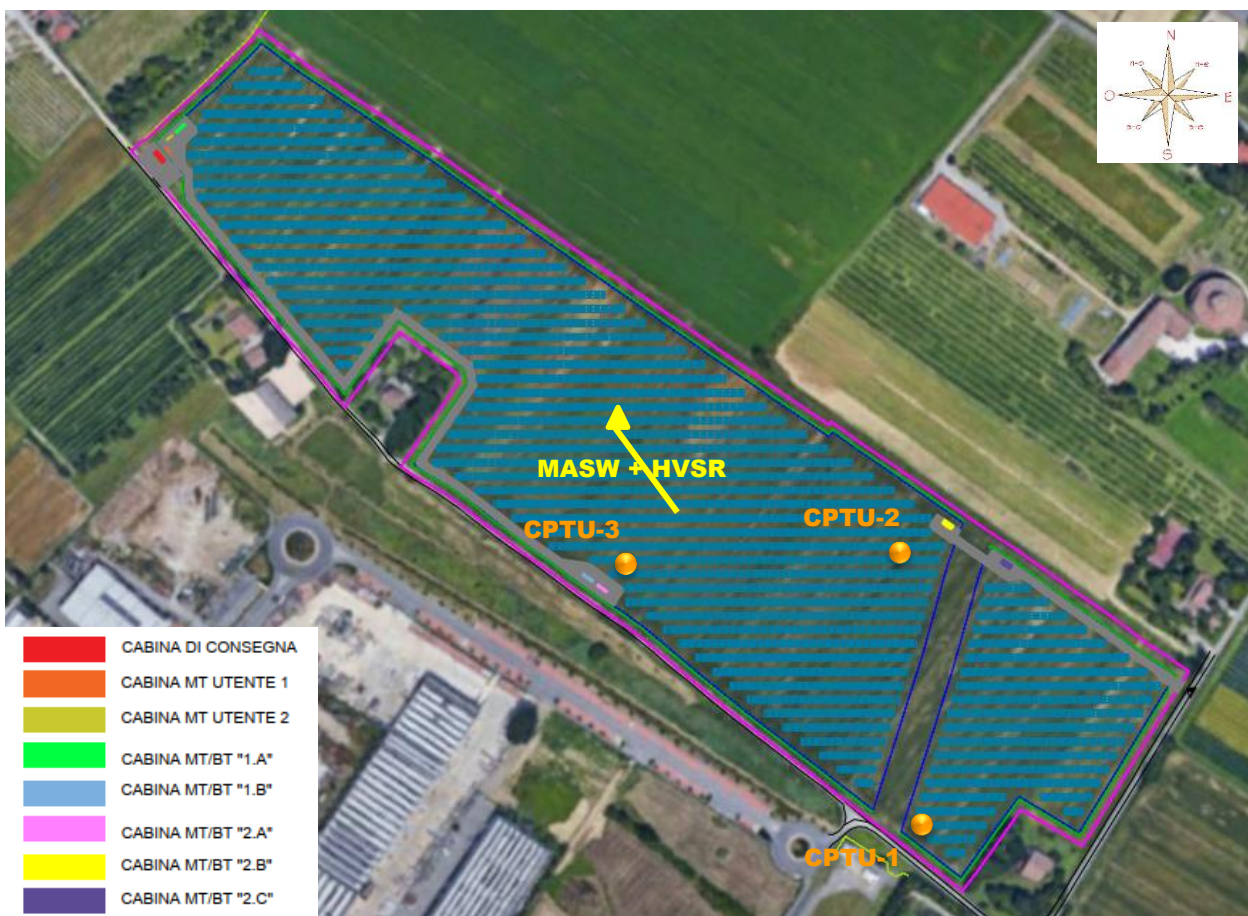 N
n-o
n-e
O
E
s-o
s-e
S
MASW + HVSR
CPTU-2
CPTU-3
CPTU-1
CABINA DI CONSEGNA
CABINA MT UTENTE 1
CABINA MT UTENTE 2
CABINA MT/BT "1.A"
CABINA MT/BT "1.B"
CABINA MT/BT "2.A"
CABINA MT/BT "2.B"
CABINA MT/BT "2.C"